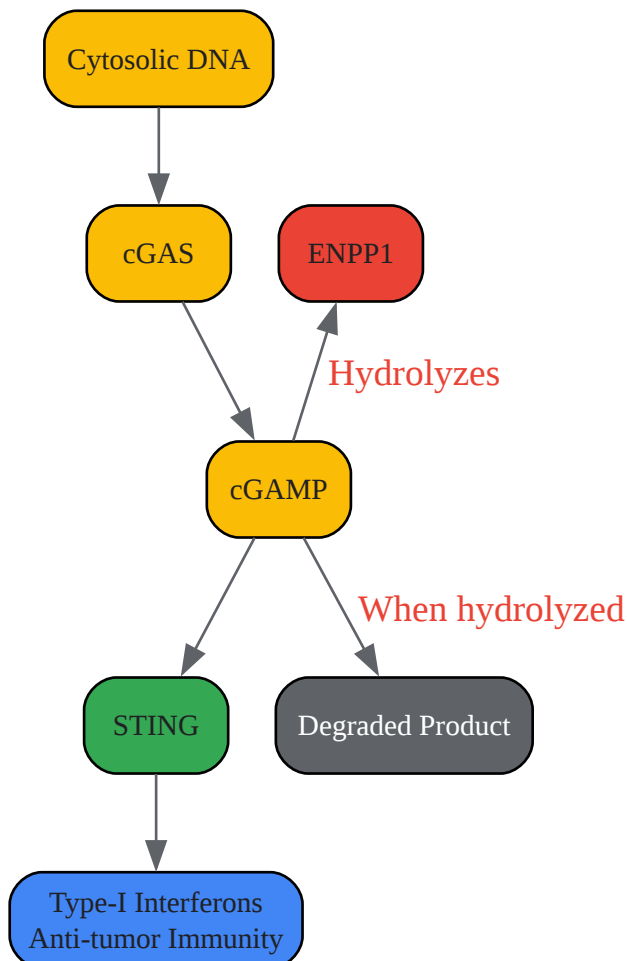 Cytosolic DNA
cGAS
ENPP1
Hydrolyzes
cGAMP
When hydrolyzed
STING
Degraded Product
Type-I Interferons
Anti-tumor Immunity